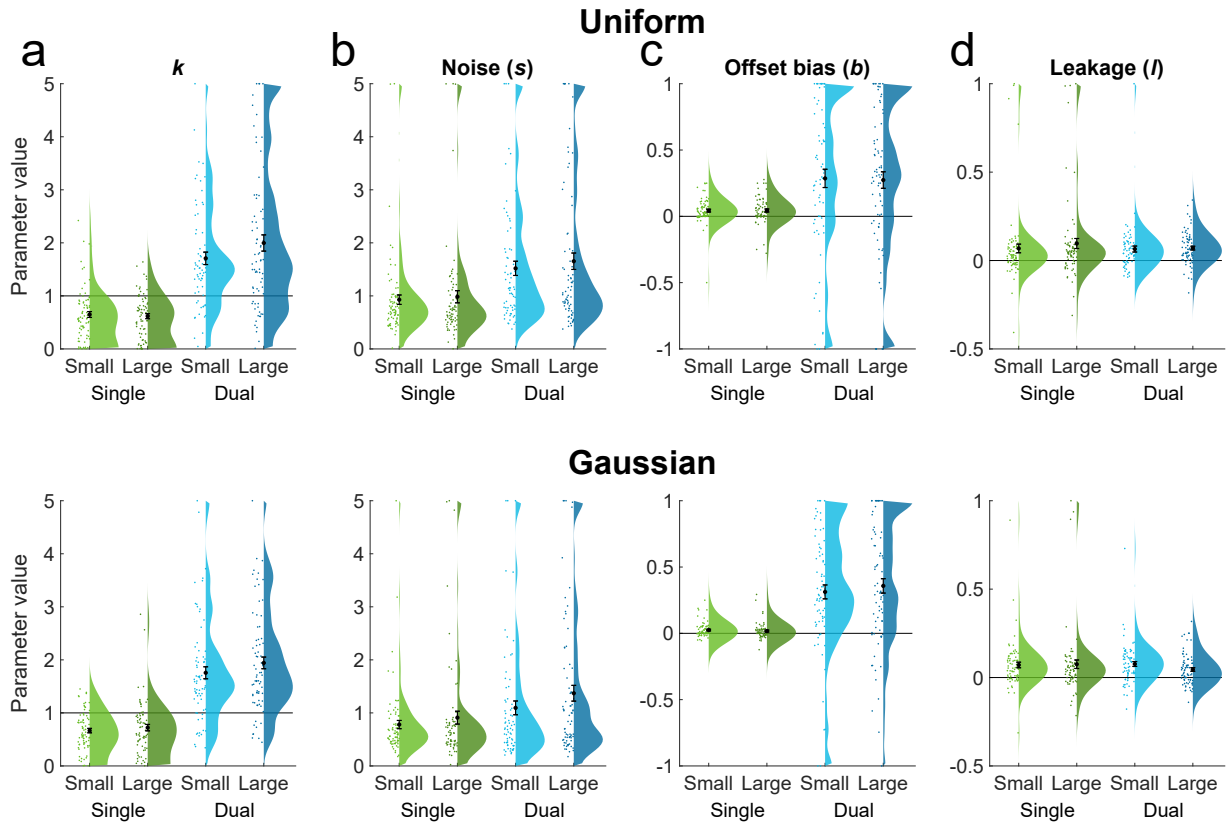 Uniform
a b c d
k Noise (s) Offset bias (b) Leakage (l)
Parameter value
5 5 1 1
4 4 0.5
3 3 0.5
2 2 0
1 1 -0.5 0
0 0 -1 -0.5
Small Large Small Large Small Large Small Large Small Large Small Large Small Large Small Large
Single Dual Single Dual Single Dual Single Dual
Gaussian
Parameter value
5 5 1 1
4 4 0.5
3 3 0.5
2 2 0
1 1 -0.5 0
0 0 -1 -0.5
Small Large Small Large Small Large Small Large Small Large Small Large Small Large Small Large
Single Dual Single Dual Single Dual Single Dual